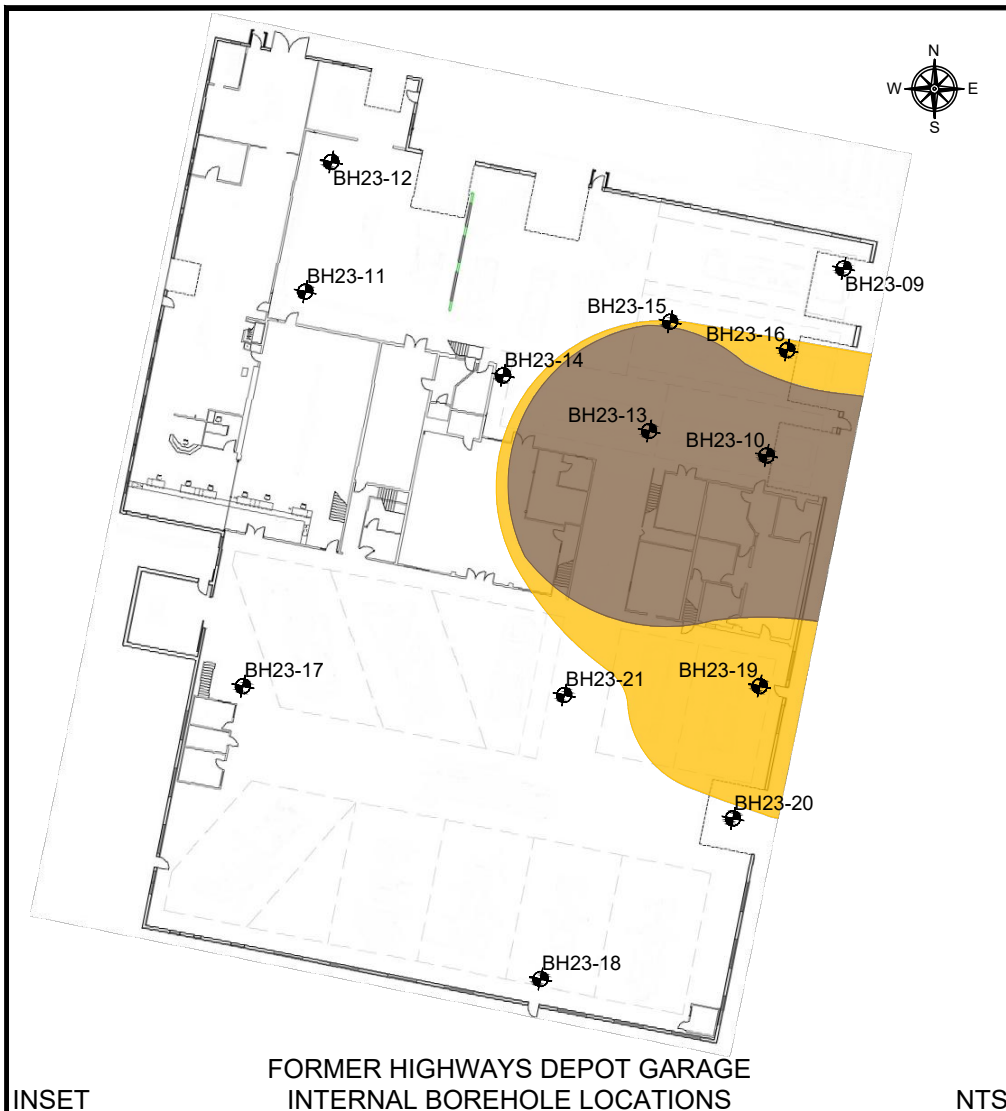 N
W E
S
BH23-12
BH23-11
BH23-09
BH23-15
BH23-16
BH23-14
BH23-13
BH23-10
BH23-17
BH23-21
BH23-19
BH23-20
BH23-18
FORMER HIGHWAYS DEPOT GARAGE
INSET INTERNAL BOREHOLE LOCATIONS NTS